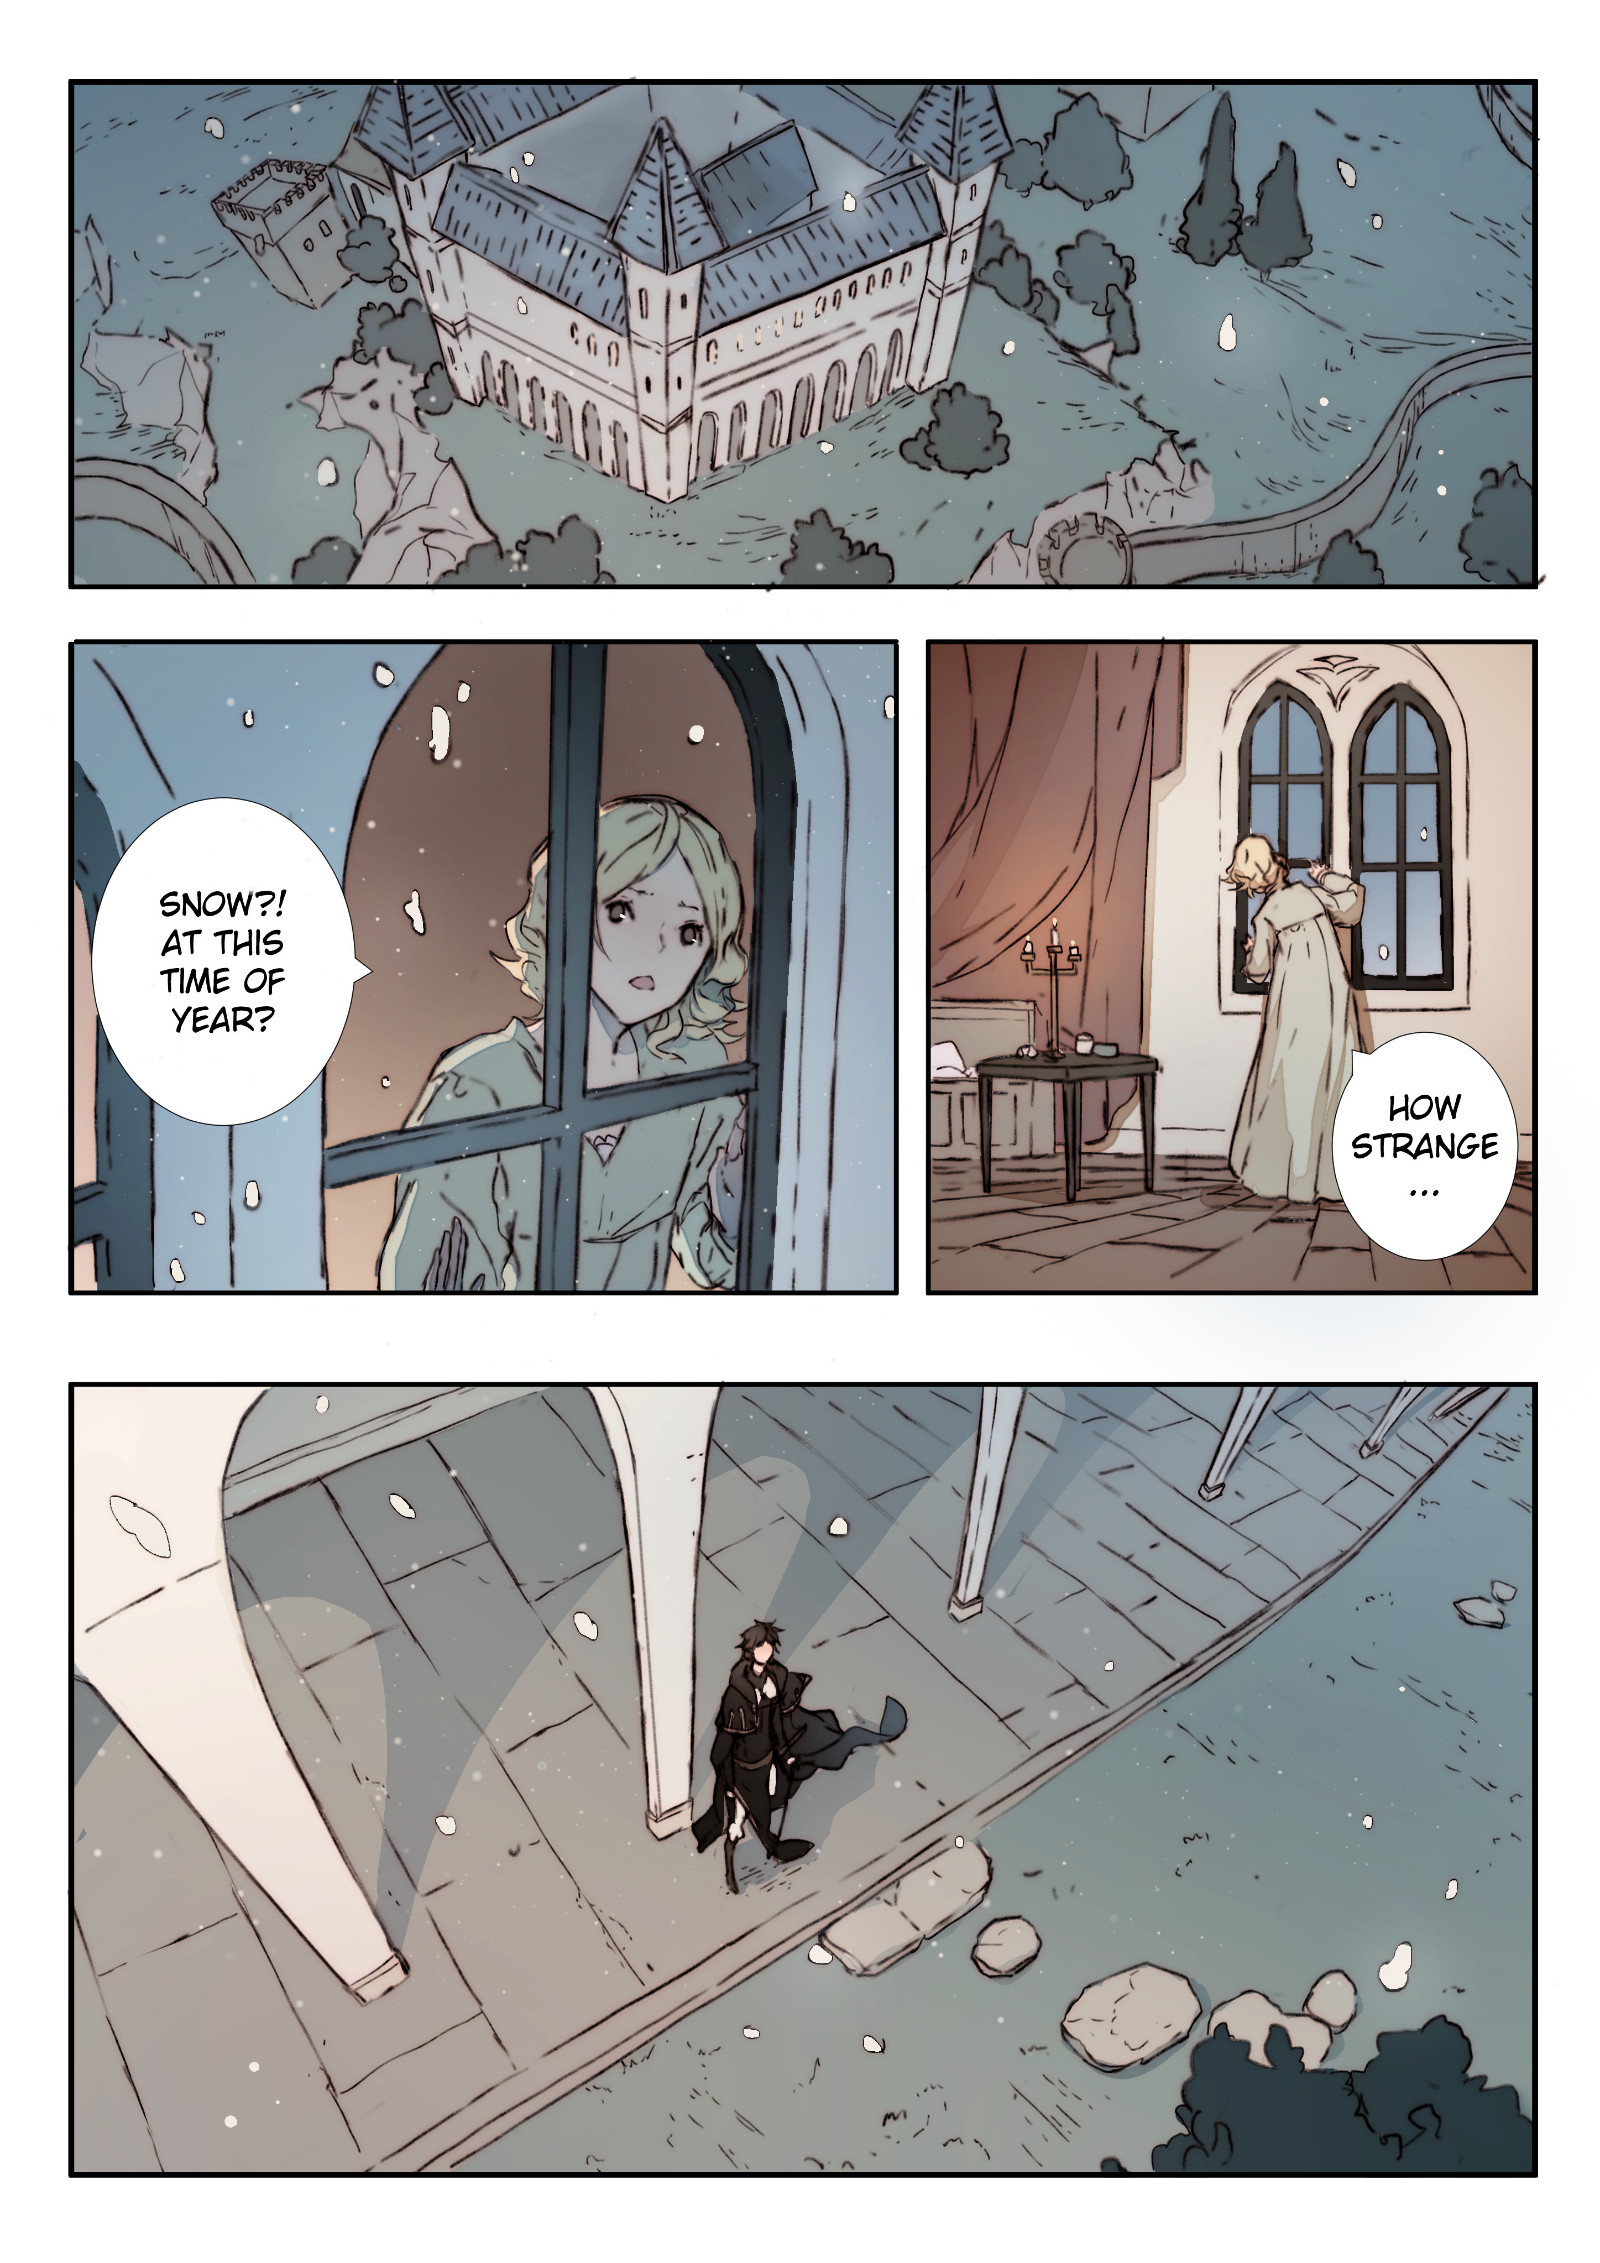 SNOW?!
AT THIS
TIME OF
YEAR?
HOW
STRANGE
...